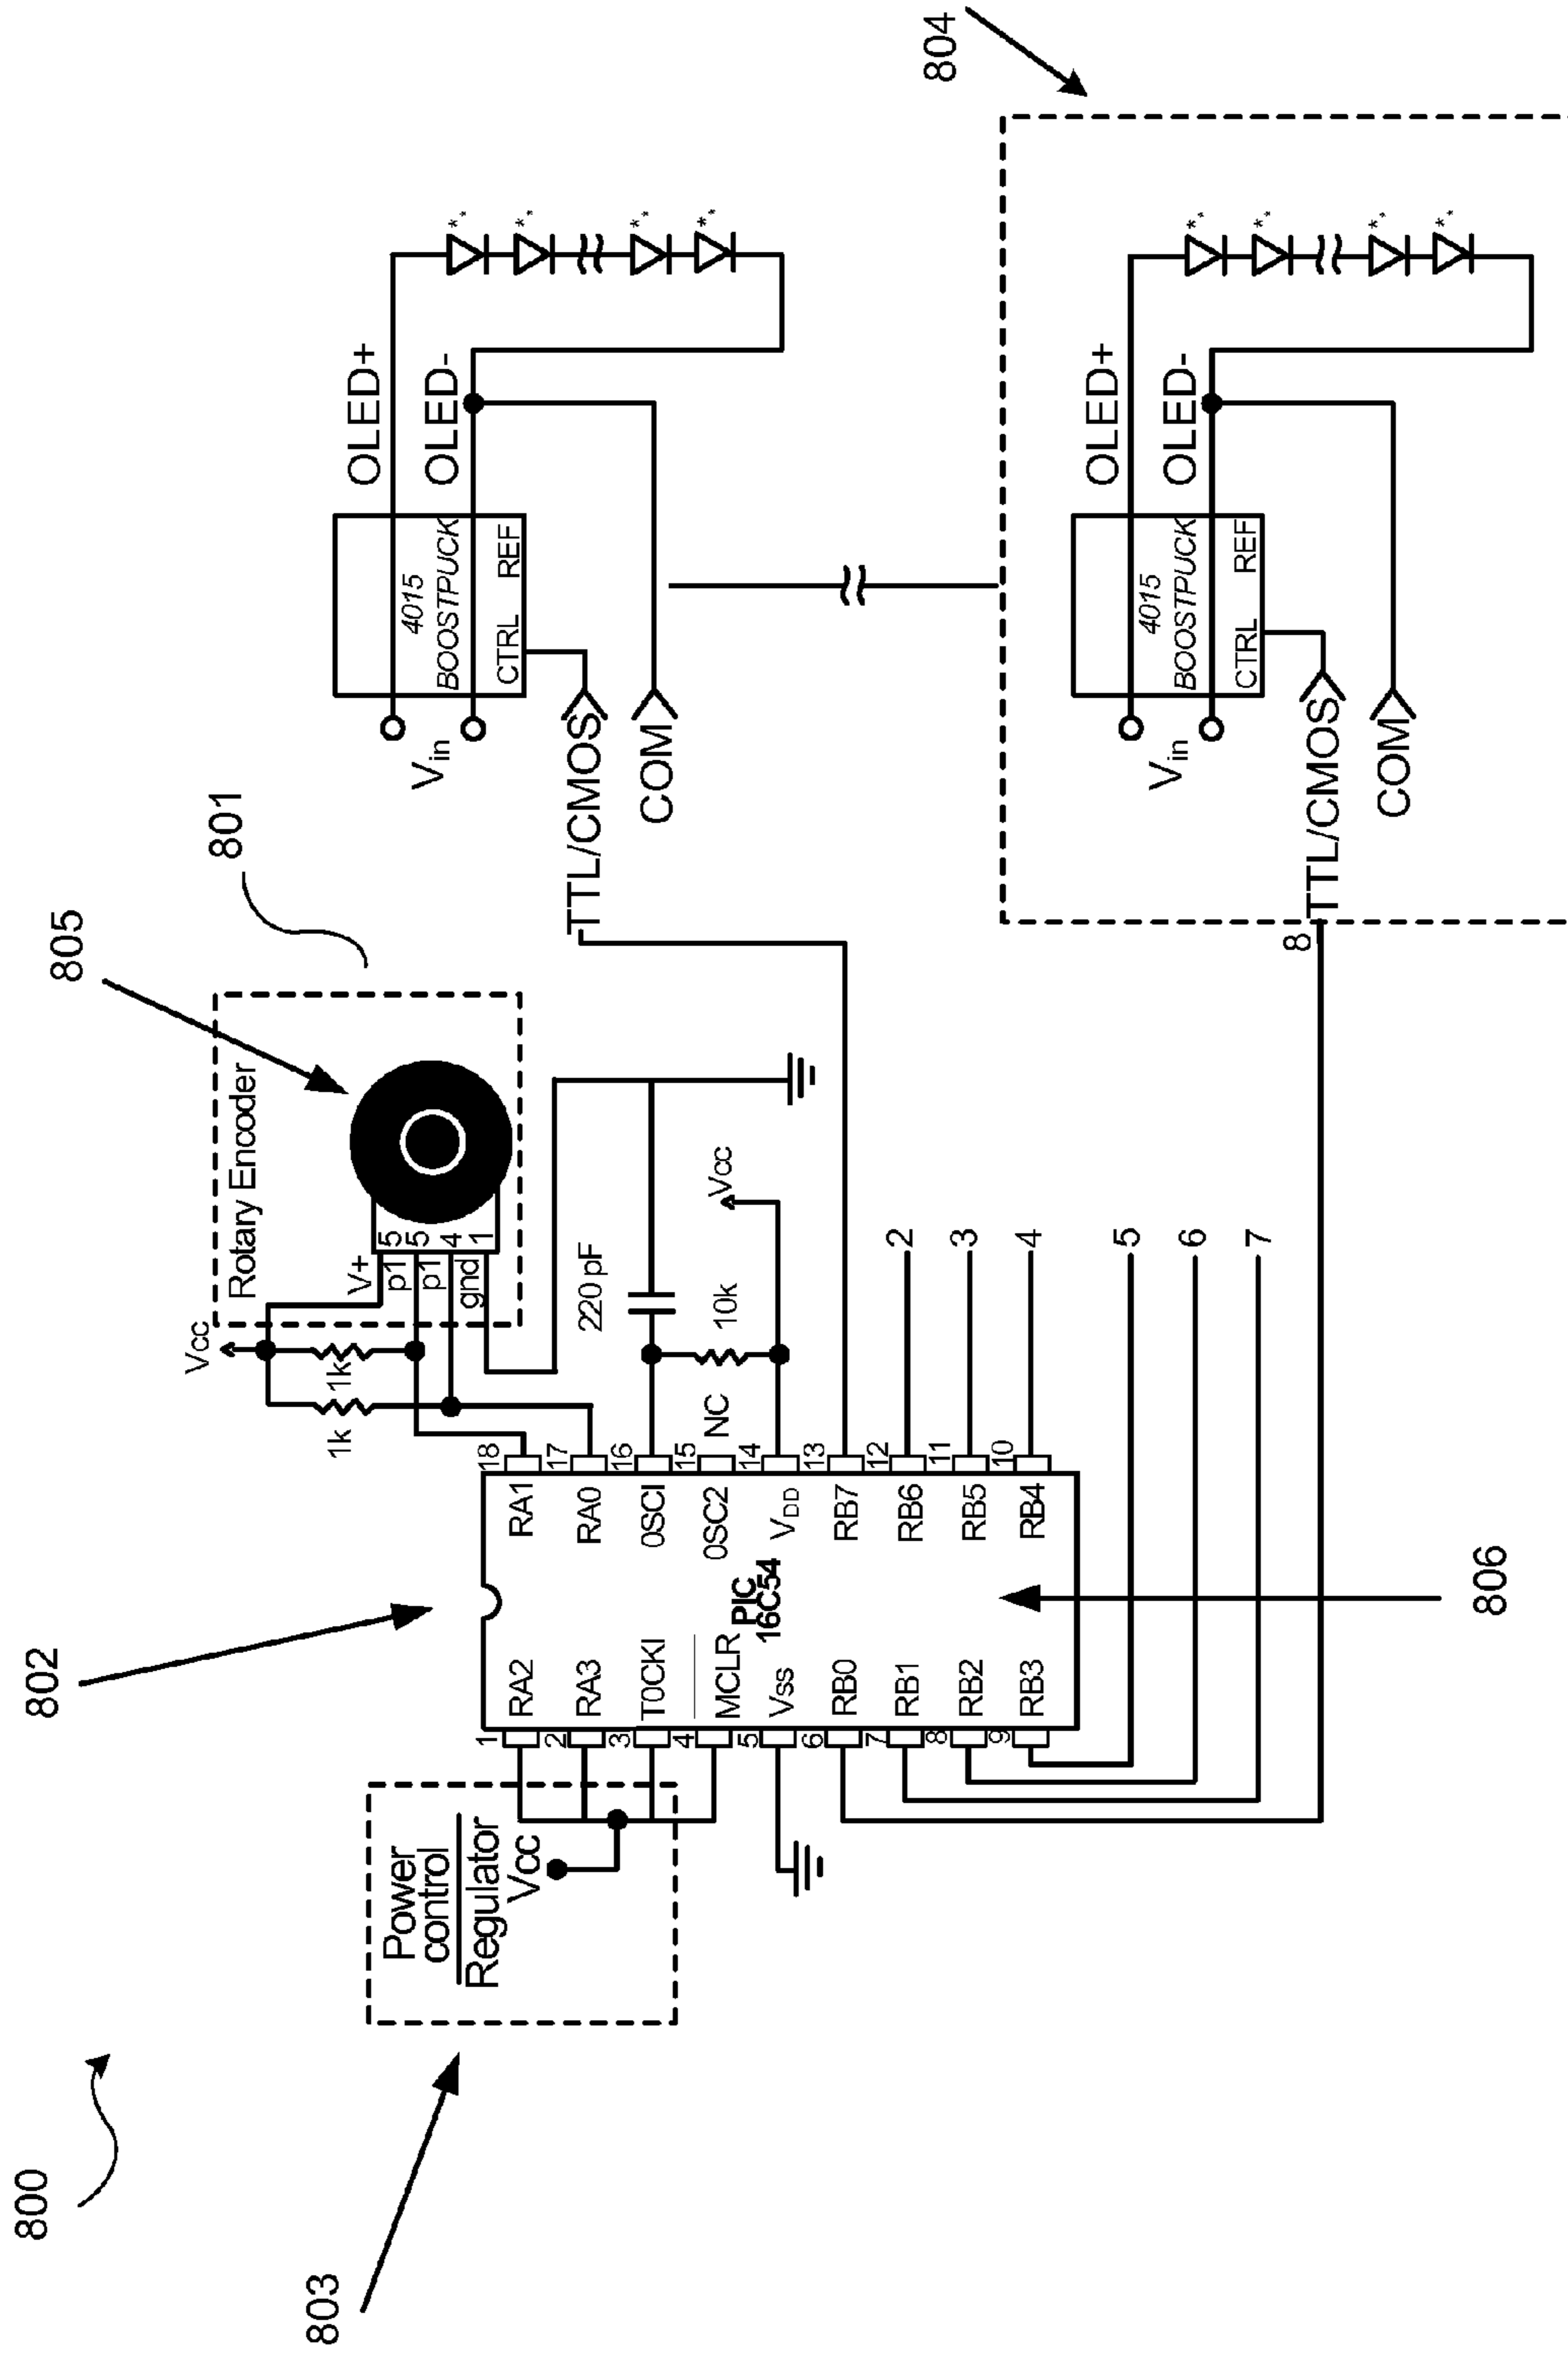 800
803
Power
control
Regulator
Vcc
802
1
2
3
4
5
6
7
8
9
RA2
RA3
T0CKI
MCLR
Vss
RB0
RB1
RB2
RB3
PIC
16C54
RA1
RA0
0SCI
0SC2
VDD
RB7
RB6
RB5
RB4
18
17
16
15
14
13
12
11
10
806
NC
1k
1k
Vcc
10k
220 pF
Vcc
Rotary Encoder
V+
p1
p1
gnd
5
5
4
1
805
801
2
3
4
5
6
7
8
TTL/CMOS
COM
Vin
4015
BOOSTPUCK
CTRL
REF
OLED+
OLED-
**
**
**
**
804
TTL/CMOS
COM
Vin
4015
BOOSTPUCK
CTRL
REF
OLED+
OLED-
**
**
**
**